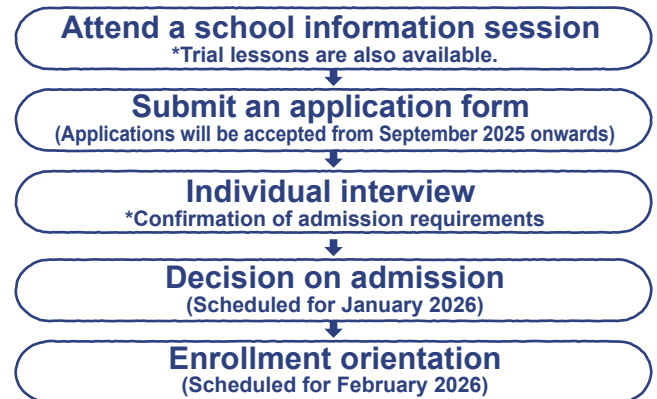 Attend a school information session
*Trial lessons are also available.
Submit an application form
(Applications will be accepted from September 2025 onwards)
Individual interview
*Confirmation of admission requirements
Decision on admission
(Scheduled for January 2026)
Enrollment orientation
(Scheduled for February 2026)